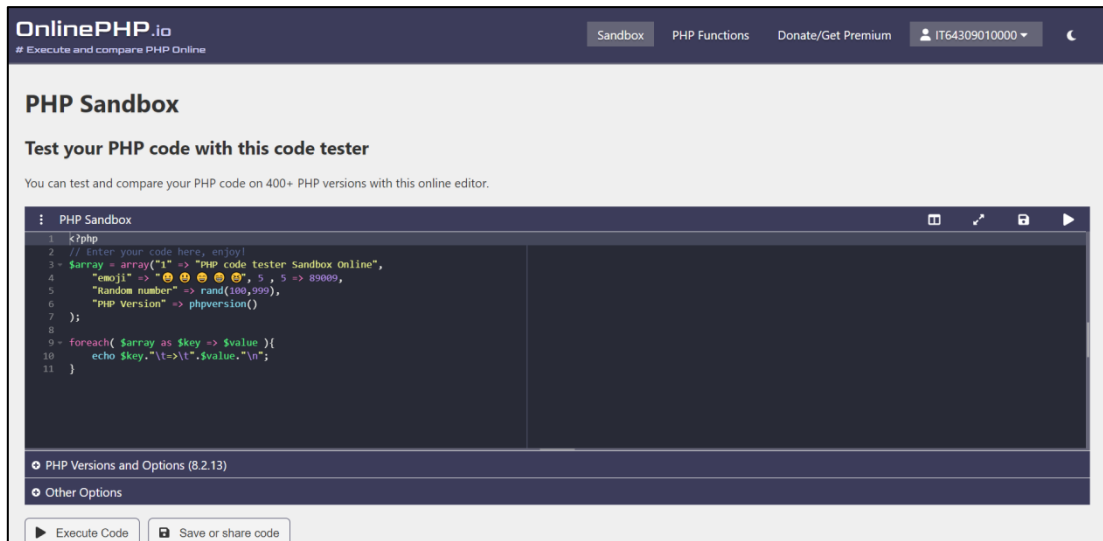 OnlinePHP.io
# Execute and compare PHP Online
Sandbox PHP Functions Donate/Get Premium IT64309010000
PHP Sandbox
Test your PHP code with this code tester
You can test and compare your PHP code on 400+ PHP versions with this online editor.
PHP Sandbox
1 <?php
2 // Enter your code here, enjoy!
3 $array = array("1" => "PHP code tester Sandbox Online",
4 "emoji" => "😀 😃 😄 😁 😆", 5 , 5 => 89009,
5 "Random number" => rand(100,999),
6 "PHP Version" => phpversion()
7 );
8
9 foreach( $array as $key => $value ){
10 echo $key."\t=>\t".$value."\n";
11 }
PHP Versions and Options (8.2.13)
Other Options
Execute Code Save or share code